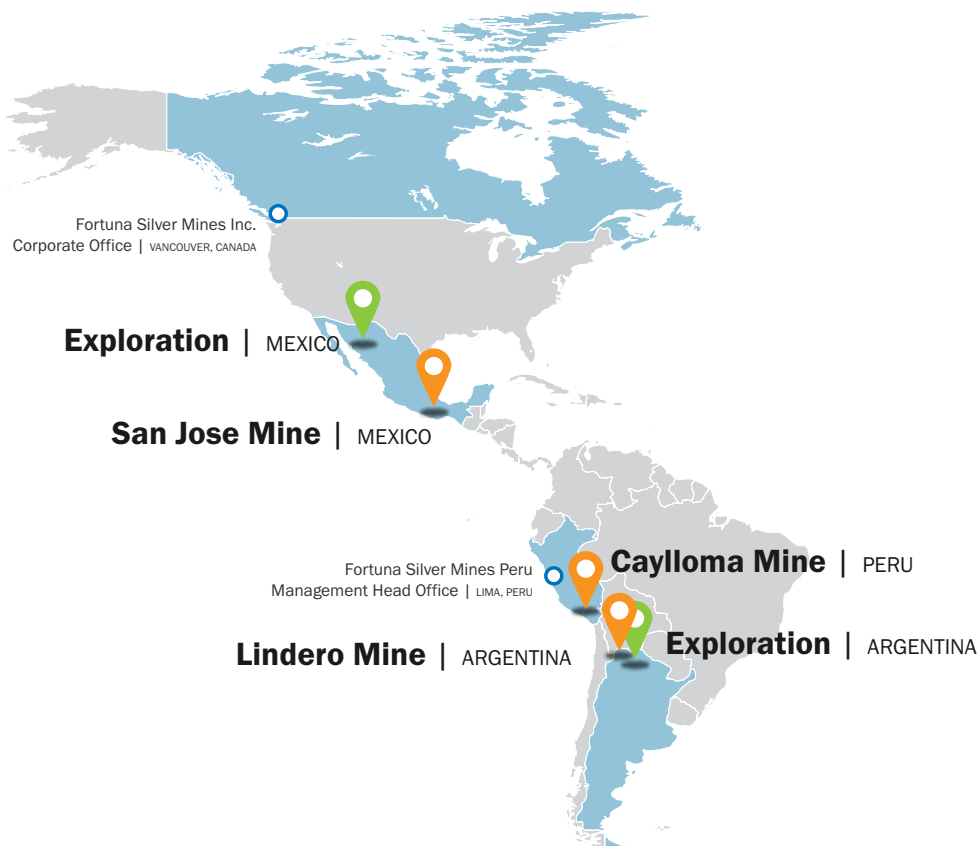 Fortuna Silver Mines Inc.
Corporate Office | VANCOUVER, CANADA
Exploration | MEXICO
San Jose Mine | MEXICO
Caylloma Mine | PERU
Fortuna Silver Mines Peru
Management Head Office | LIMA, PERU
Lindero Mine | ARGENTINA
Exploration | ARGENTINA